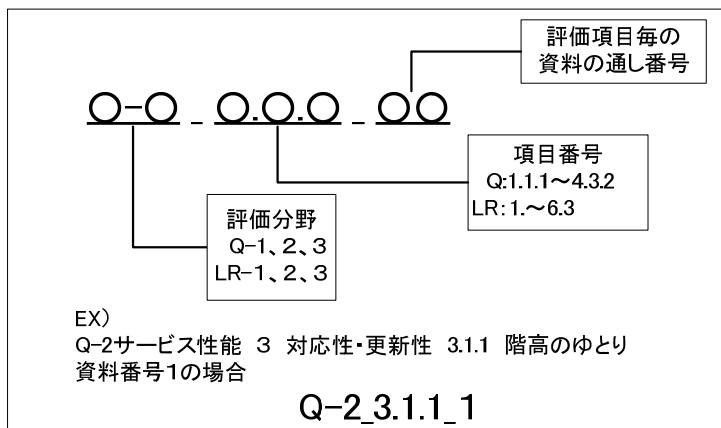 評価項目毎の
資料の通し番号
○-○_○.○.○_○○
項目番号
Q:1.1.1～4.3.2
LR:1.～6.3
評価分野
Q-1、2、3
LR-1、2、3
EX）
Q-2サービス性能 3 対応性・更新性 3.1.1 階高のゆとり
資料番号1の場合
Q-2_3.1.1_1